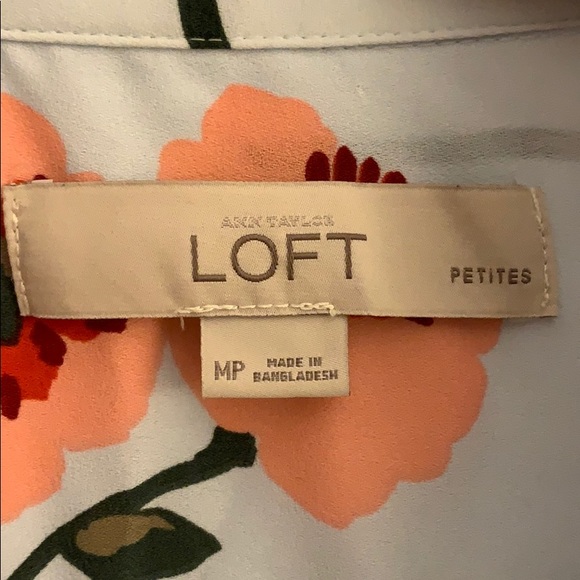 ANN TAYLOR
LOFT
PETITES
MP
MADE IN
BANGLADESH